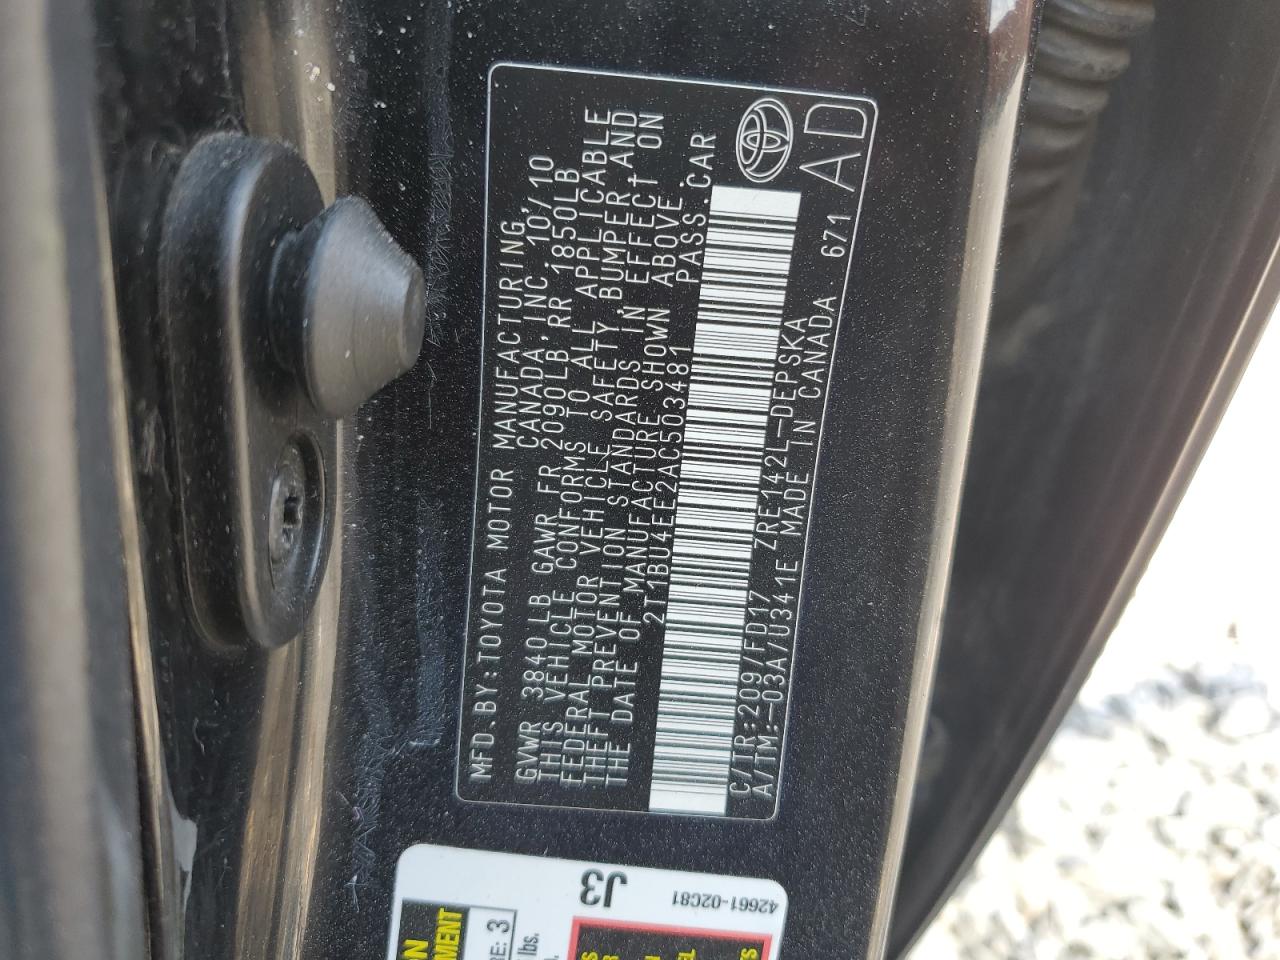 MFD.BY:TOYOTA MOTOR MANUFACTURING
CANADA, INC. 10/10
GVWR 3840 LB GAWR FR 2090LB, RR 1850LB
THIS VEHICLE CONFORMS TO ALL APPLICABLE
FEDERAL MOTOR VEHICLE SAFETY, BUMPER AND
THEFT PREVENTION STANDARDS IN EFFECT ON
THE DATE OF MANUFACTURE SHOWN ABOVE.
2T1BU4EE2AC503481 PASS.CAR
C/TR:209/FD17 ZRE142L-DEPSKA
A/TM:-03A/U341E MADE IN CANADA 671
AD
J3
42661-02C81